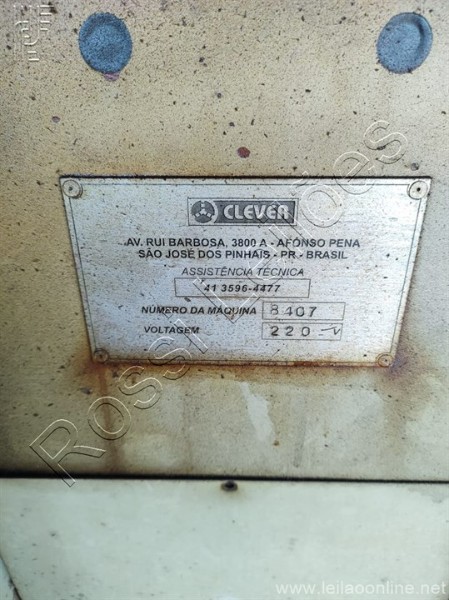 CLEVER
AV. RUI BARBOSA, 3800 A - AFONSO PENA
SÃO JOSÉ DOS PINHAIS - PR - BRASIL
ASSISTÊNCIA TÉCNICA
41 3596-4477
NÚMERO DA MÁQUINA 8407
VOLTAGEM 220 V
Rossi Leilões
www.leilaoonline.net